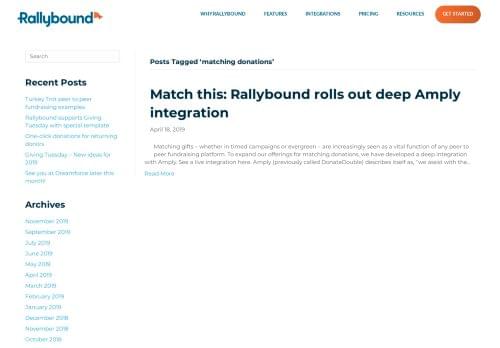 Rallybound
WHY RALLYBOUND
FEATURES
INTEGRATIONS
PRICING
RESOURCES
GET STARTED
Search
Recent Posts
Turkey Trot peer to peer
fundraising examples
Rallybound supports Giving
Tuesday with special template
One-click donations for returning
donors
Giving Tuesday – New ideas for
2019
See you at Dreamforce later this
month!
Archives
November 2019
September 2019
July 2019
June 2019
May 2019
April 2019
March 2019
February 2019
January 2019
December 2018
November 2018
October 2018
Posts Tagged ‘matching donations’
Match this: Rallybound rolls out deep Amply
integration
April 18, 2019
Matching gifts – whether in timed campaigns or evergreen – are increasingly seen as a vital function of any peer to
peer fundraising platform. To expand our offerings for matching donations, we have developed a deep integration
with Amply. See a live integration here. Amply (previously called DonateDouble) describes itself as, “we assist with the...
Read More